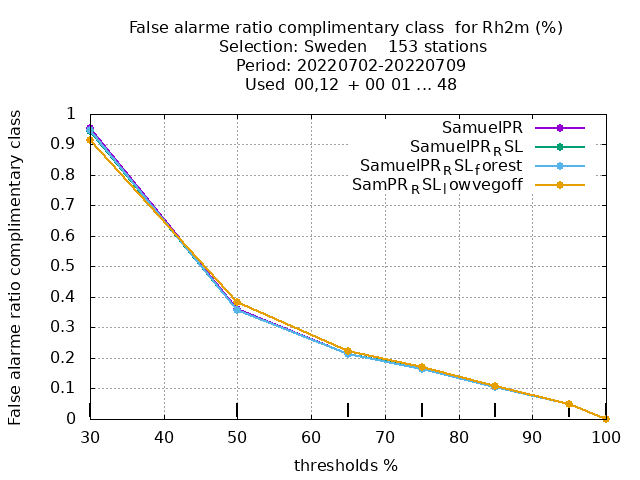 False alarme ratio complimentary class  for Rh2m (%)
Selection: Sweden    153 stations
Period: 20220702-20220709
Used  00,12  + 00 01 ... 48
False alarme ratio complimentary class
1
0.9
0.8
0.7
0.6
0.5
0.4
0.3
0.2
0.1
0
SamuelPR
SamuelPR_RSL
SamuelPR_RSL_forest
SamPR_RSL_lowvegoff
30 40 50 60 70 80 90 100
thresholds %